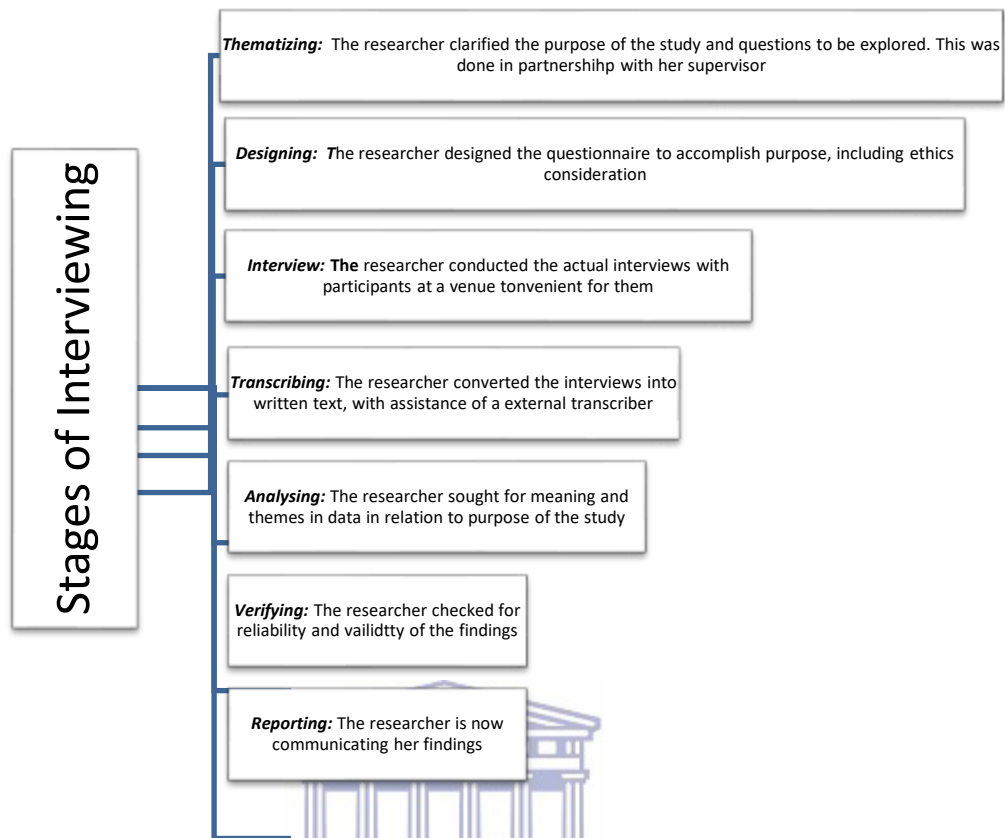 Stages of Interviewing
Thematizing: The researcher clarified the purpose of the study and questions to be explored. This was
done in partnershihp with her supervisor
Designing: The researcher designed the questionnaire to accomplish purpose, including ethics
consideration
Interview: The researcher conducted the actual interviews with
participants at a venue tonvenient for them
Transcribing: The researcher converted the interviews into
written text, with assistance of a external transcriber
Analysing: The researcher sought for meaning and
themes in data in relation to purpose of the study
Verifying: The researcher checked for
reliability and vailidtty of the findings
Reporting: The researcher is now
communicating her findings